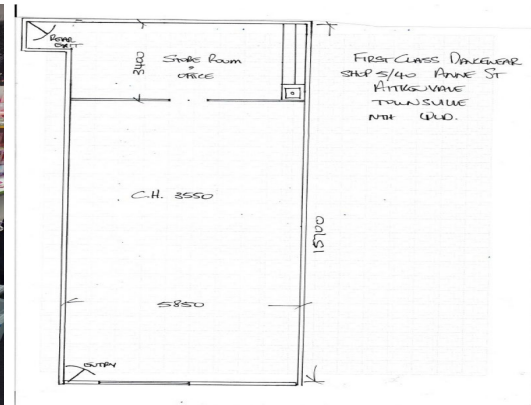 REAR
EXIT
3400
STORE ROOM
OFFICE
FIRST CLASS DANCEWEAR
SHOP 5/40 ANNE ST
AITKENVALE
TOWNSVILLE
NTH QLD.
C.H. 3550
15700
5850
ENTRY